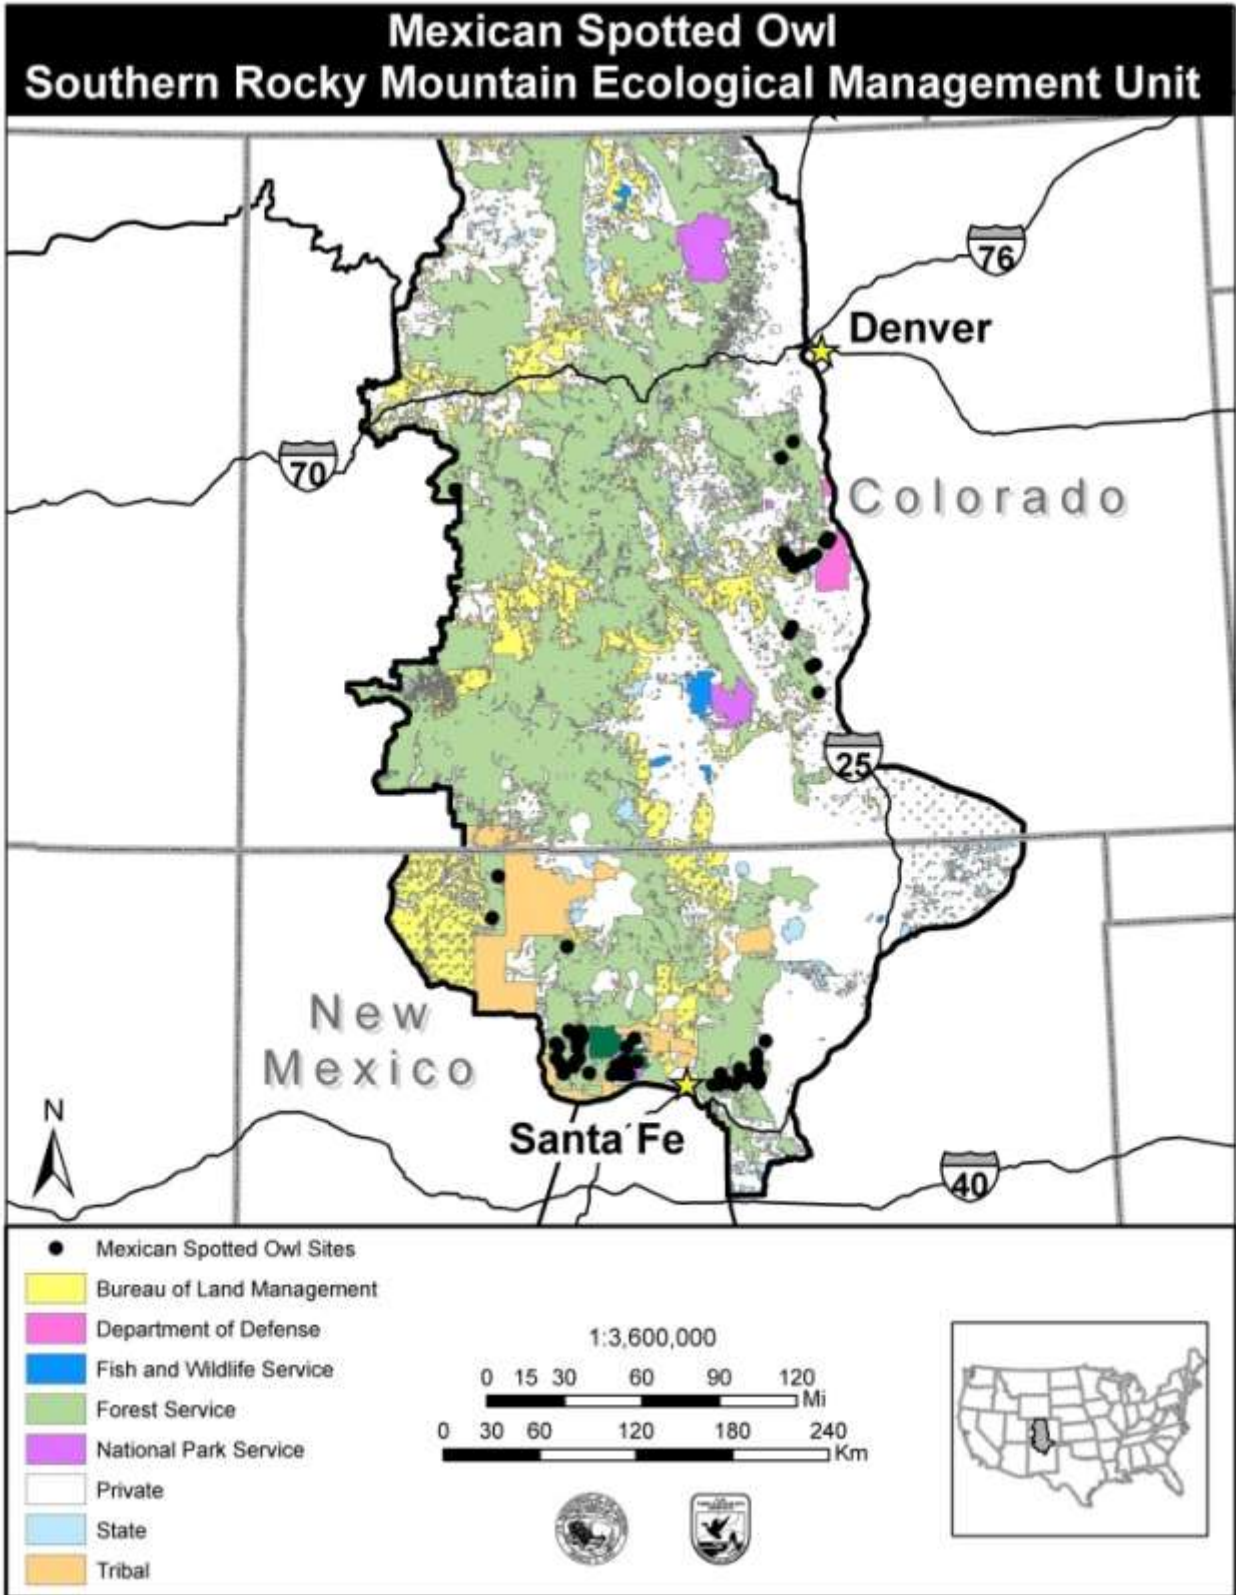 Mexican Spotted Owl
Southern Rocky Mountain Ecological Management Unit
76
Denver
70
Colorado
25
New
Mexico
N
Santa Fe
40
Mexican Spotted Owl Sites
Bureau of Land Management
Department of Defense
Fish and Wildlife Service
Forest Service
National Park Service
Private
State
Tribal
1:3,600,000
0 15 30 60 90 120
Mi
0 30 60 120 180 240
Km